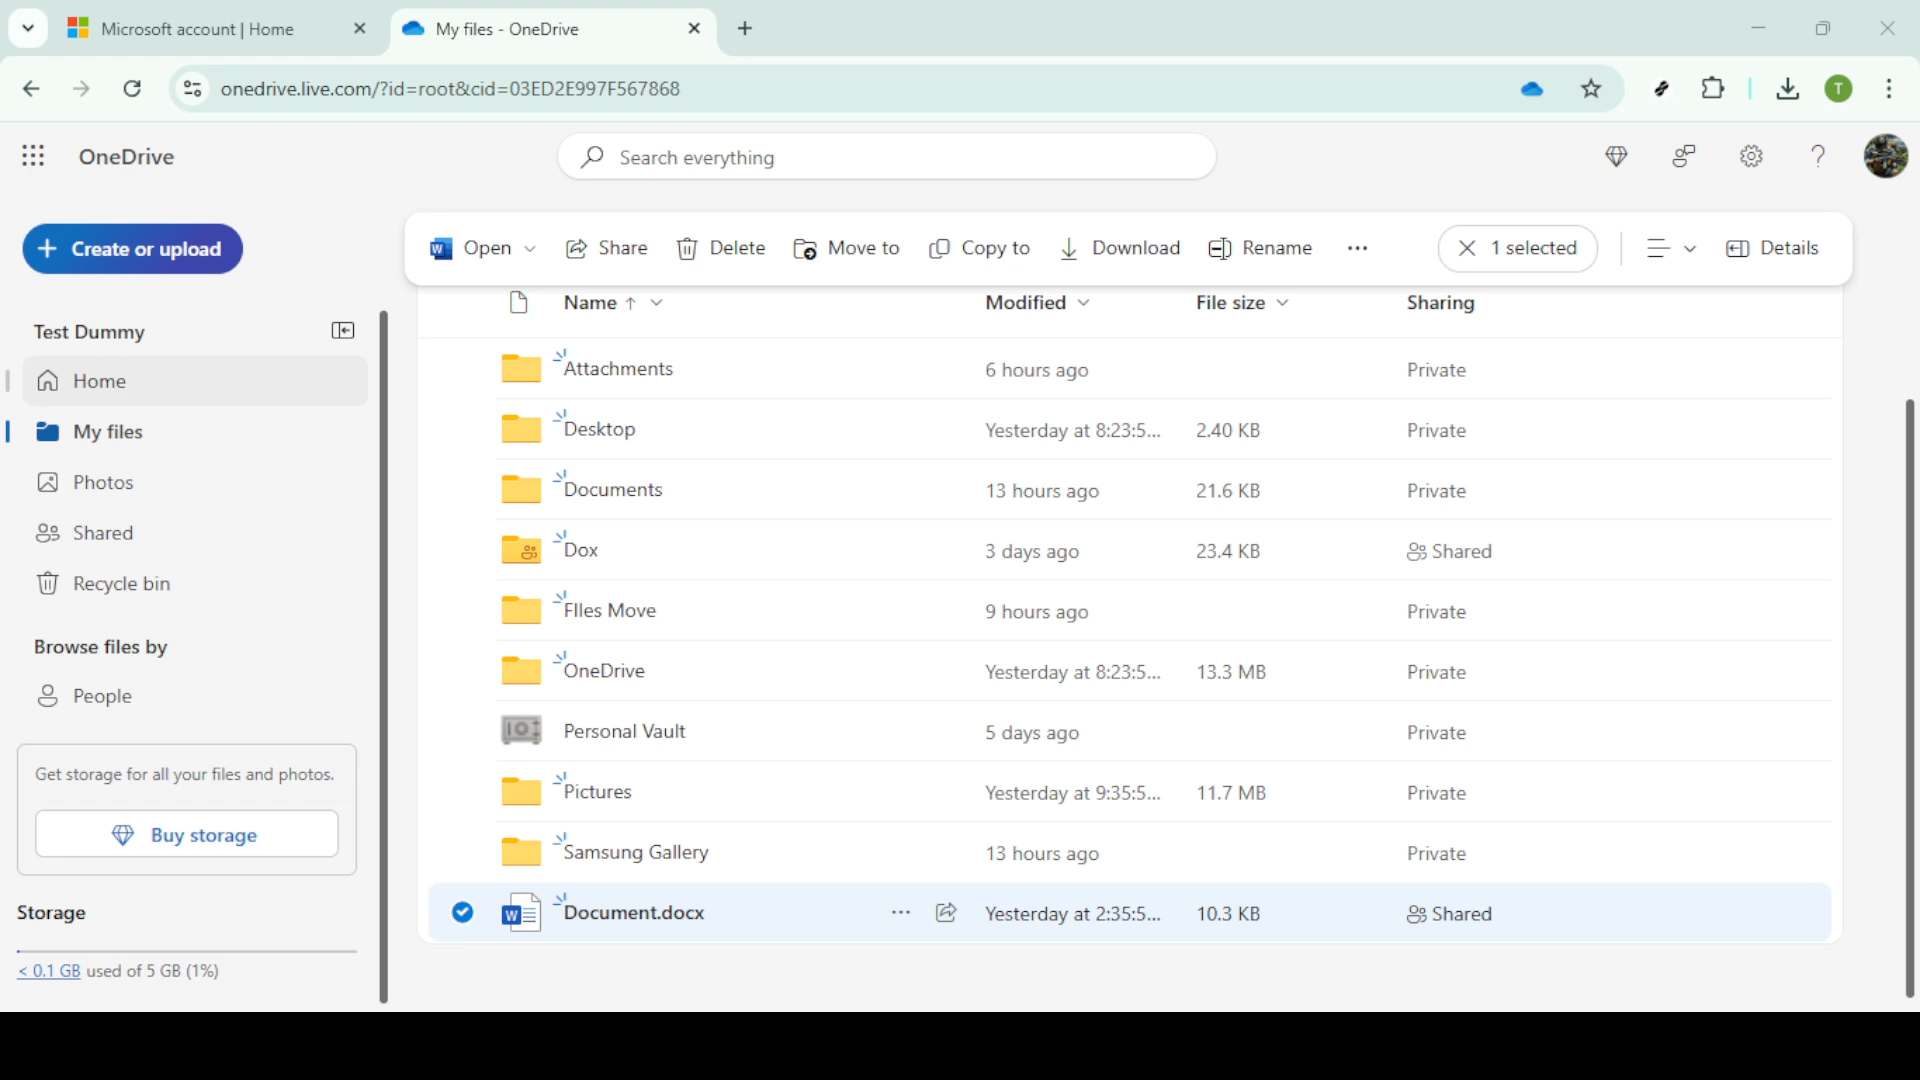 Microsoft account | Home
My files - OneDrive
onedrive.live.com/?id=root&cid=03ED2E997F567868
T
OneDrive
Search everything
Create or upload
Open Share Delete Move to Copy to Download Rename 1 selected Details
Test Dummy
Home
My files
Photos
Shared
Recycle bin
Browse files by
People
Get storage for all your files and photos.
Buy storage
Storage
< 0.1 GB used of 5 GB (1%)
Name Modified File size Sharing
Attachments 6 hours ago Private
Desktop Yesterday at 8:23:5... 2.40 KB Private
Documents 13 hours ago 21.6 KB Private
Dox 3 days ago 23.4 KB Shared
FIles Move 9 hours ago Private
OneDrive Yesterday at 8:23:5... 13.3 MB Private
Personal Vault 5 days ago Private
Pictures Yesterday at 9:35:5... 11.7 MB Private
Samsung Gallery 13 hours ago Private
W Document.docx Yesterday at 2:35:5... 10.3 KB Shared